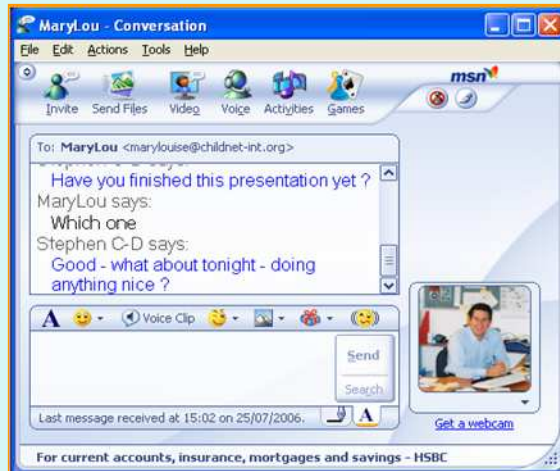 MaryLou - Conversation
File Edit Actions Tools Help
msn
Invite Send Files Video Voice Activities Games
To: MaryLou <marylouise@childnet-int.org>
Stephen C-D says:
Have you finished this presentation yet ?
MaryLou says:
Which one
Stephen C-D says:
Good - what about tonight - doing
anything nice ?
A Voice Clip
Send
Search
Last message received at 15:02 on 25/07/2006.
A
Get a webcam
For current accounts, insurance, mortgages and savings - HSBC